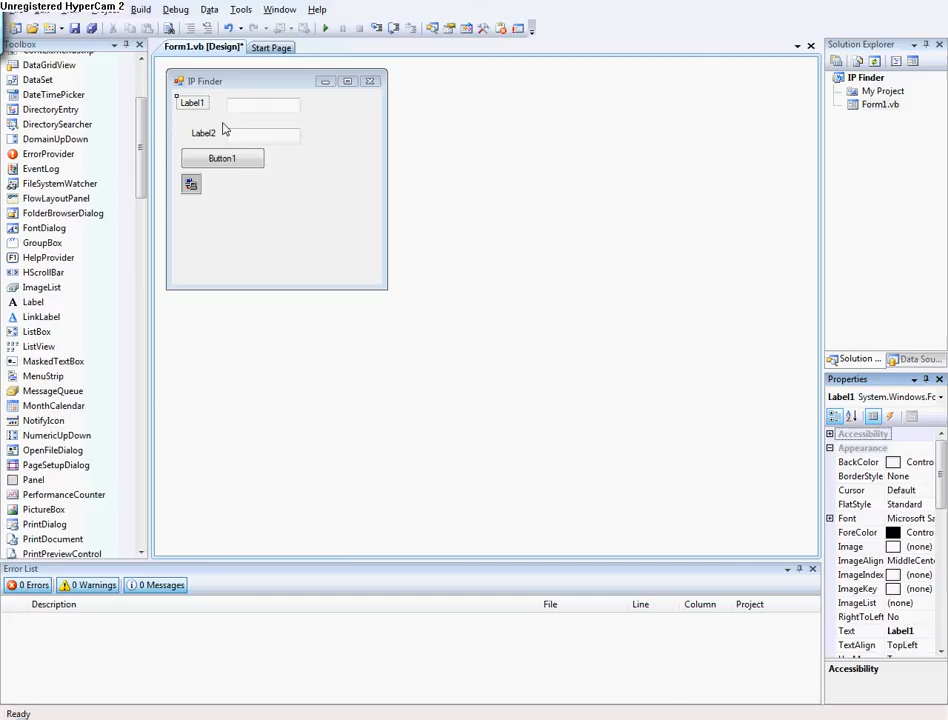 Unregistered HyperCam 2
Build Debug Data Tools Window Help
Toolbox
Form1.vb [Design]* Start Page
Solution Explorer
DataGridView
DataSet
DateTimePicker
DirectoryEntry
DirectorySearcher
DomainUpDown
ErrorProvider
EventLog
FileSystemWatcher
FlowLayoutPanel
FolderBrowserDialog
FontDialog
GroupBox
HelpProvider
HScrollBar
ImageList
Label
LinkLabel
ListBox
ListView
MaskedTextBox
MenuStrip
MessageQueue
MonthCalendar
NotifyIcon
NumericUpDown
OpenFileDialog
PageSetupDialog
Panel
PerformanceCounter
PictureBox
PrintDialog
PrintDocument
PrintPreviewControl
IP Finder
Label1
Label2
Button1
IP Finder
My Project
Form1.vb
Solution ... Data Sou...
Properties
Label1 System.Windows.Fc
Accessibility
Appearance
BackColor Contro
BorderStyle None
Cursor Default
FlatStyle Standard
Font Microsoft Sa
ForeColor Contro
Image (none)
ImageAlign MiddleCente
ImageIndex (none)
ImageKey (none)
ImageList (none)
RightToLeft No
Text Label1
TextAlign TopLeft
Accessibility
Error List
0 Errors 0 Warnings 0 Messages
Description File Line Column Project
Ready